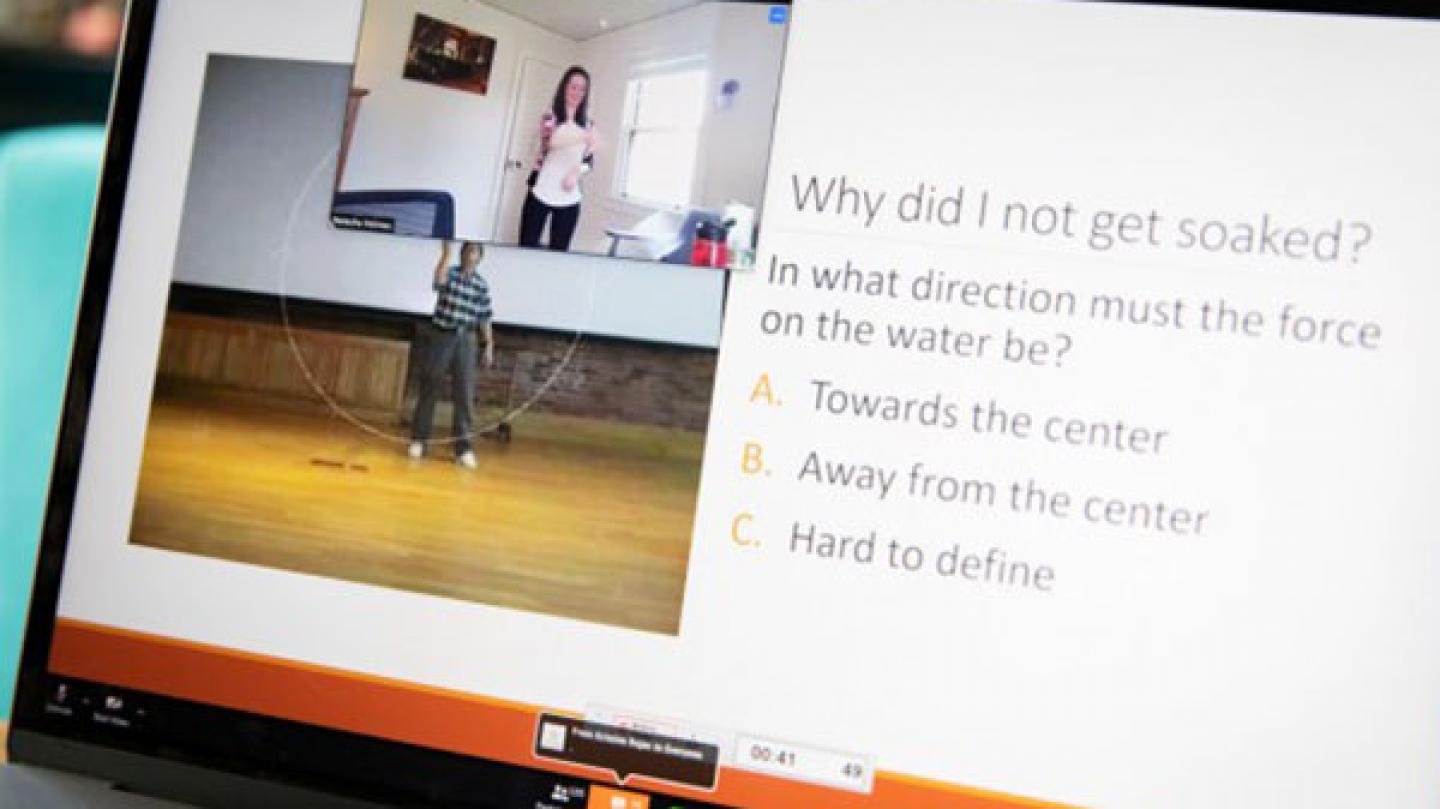 Why did I not get soaked?
In what direction must the force
on the water be?
A. Towards the center
B. Away from the center
C. Hard to define
00:41 49